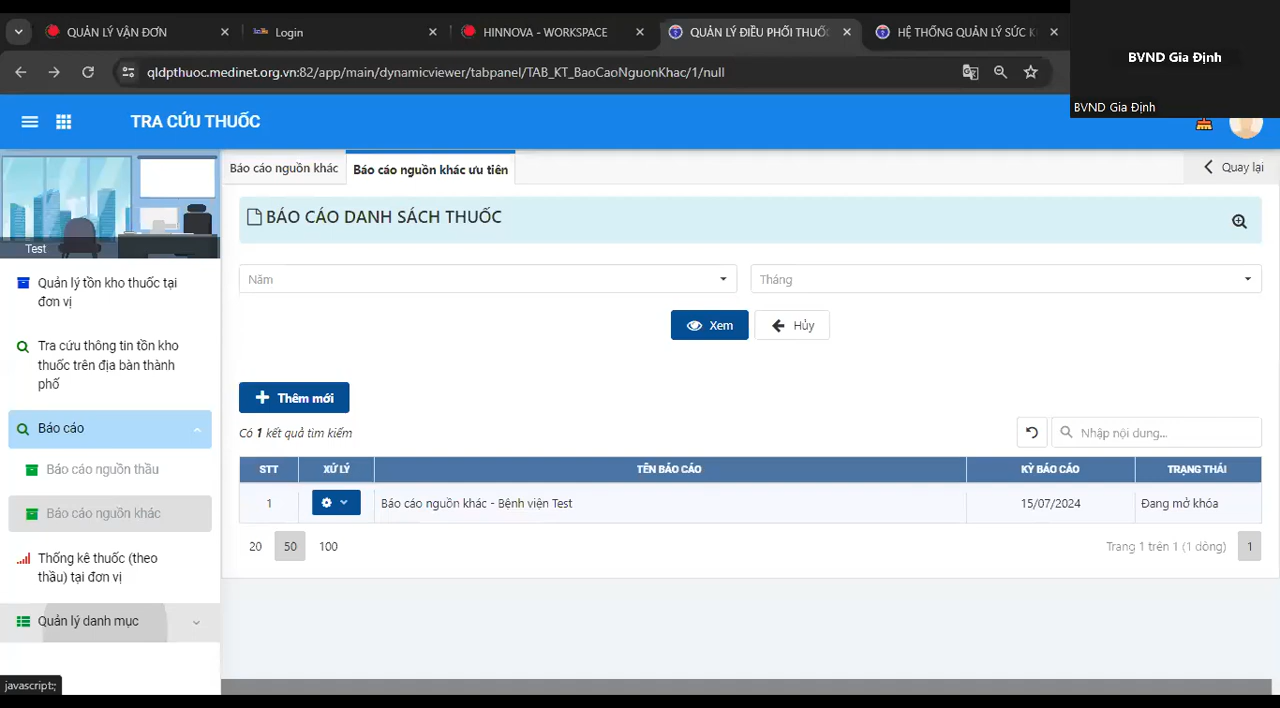 QUẢN LÝ VẬN ĐƠN
Login
HINNOVA - WORKSPACE
QUẢN LÝ ĐIỀU PHỐI THUỐC
HỆ THỐNG QUẢN LÝ SỨC K
BVND Gia Định
BVND Gia Định
qldpthuoc.medinet.org.vn:82/app/main/dynamicviewer/tabpanel/TAB_KT_BaoCaoNguonKhac/1/null
TRA CỨU THUỐC
Báo cáo nguồn khác
Báo cáo nguồn khác ưu tiên
Quay lại
Test
BÁO CÁO DANH SÁCH THUỐC
Quản lý tồn kho thuốc tại
đơn vị
Tra cứu thông tin tồn kho
thuốc trên địa bàn thành
phố
Báo cáo
Báo cáo nguồn thầu
Báo cáo nguồn khác
Thống kê thuốc (theo
thầu) tại đơn vị
Quản lý danh mục
Năm
Tháng
Xem
Hủy
Thêm mới
Có 1 kết quả tìm kiếm
Nhập nội dung...
STT XỬ LÝ TÊN BÁO CÁO KỲ BÁO CÁO TRẠNG THÁI
1 Báo cáo nguồn khác - Bệnh viện Test 15/07/2024 Đang mở khóa
20 50 100
Trang 1 trên 1 (1 dòng) 1
javascript:;